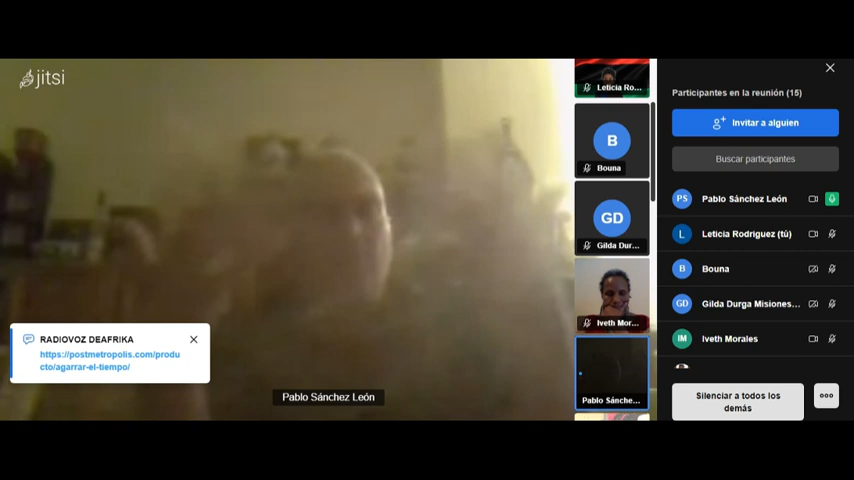 jitsi
RADIOVOZ DEAFRIKA
https://postmetropolis.com/produ
cto/agarrar-el-tiempo/
Pablo Sánchez León
Leticia Ro...
B
Bouna
GD
Gilda Dur...
Iveth Mor...
Pablo Sánche...
Participantes en la reunión (15)
Invitar a alguien
Buscar participantes
PS Pablo Sánchez León
L Leticia Rodriguez (tú)
B Bouna
GD Gilda Durga Misiones...
IM Iveth Morales
Silenciar a todos los
demás